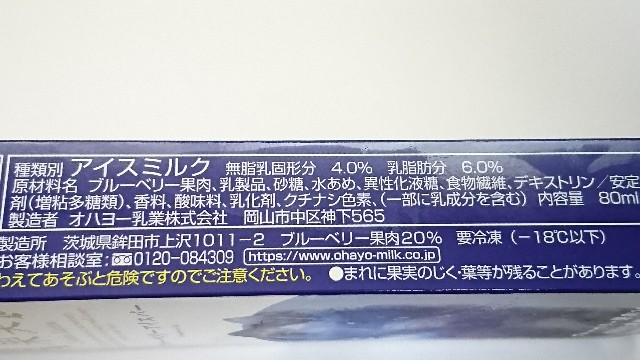 種類別 アイスミルク 無脂乳固形分 4.0% 乳脂肪分 6.0%
原材料名 ブルーベリー果肉、乳製品、砂糖、水あめ、異性化液糖、食物繊維、デキストリン/安定
剤(増粘多糖類)、香料、酸味料、乳化剤、クチナシ色素、(一部に乳成分を含む) 内容量 80ml
製造者 オハヨー乳業株式会社 岡山市中区神下565
製造所 茨城県鉾田市上沢1011-2 ブルーベリー果肉20% 要冷凍(-18℃以下)
お客様相談室:0120-084309 https://www.ohayo-milk.co.jp
わえてあそぶと危険ですのでご注意ください。 ●まれに果実のじく・葉等が残ることがあります。